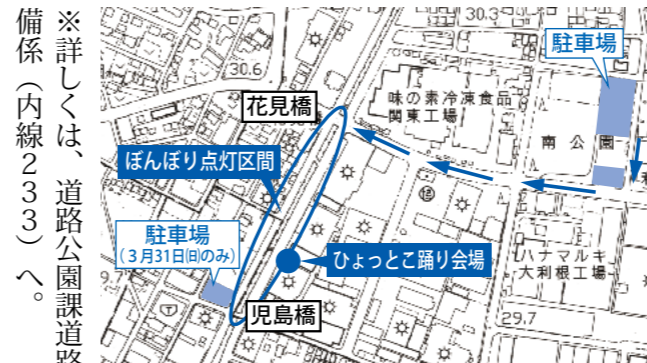 ※詳しくは、道路公園課道路
備係（内線２３３）へ。
30.3
駐車場
30.6
花見橋
味の素冷凍食品
関東工場
南公園
ぼんぼり点灯区間
駐車場
（３月31日㈰のみ）
ひょっとこ踊り会場
ハナマルキ
大利根工場
児島橋
29.7